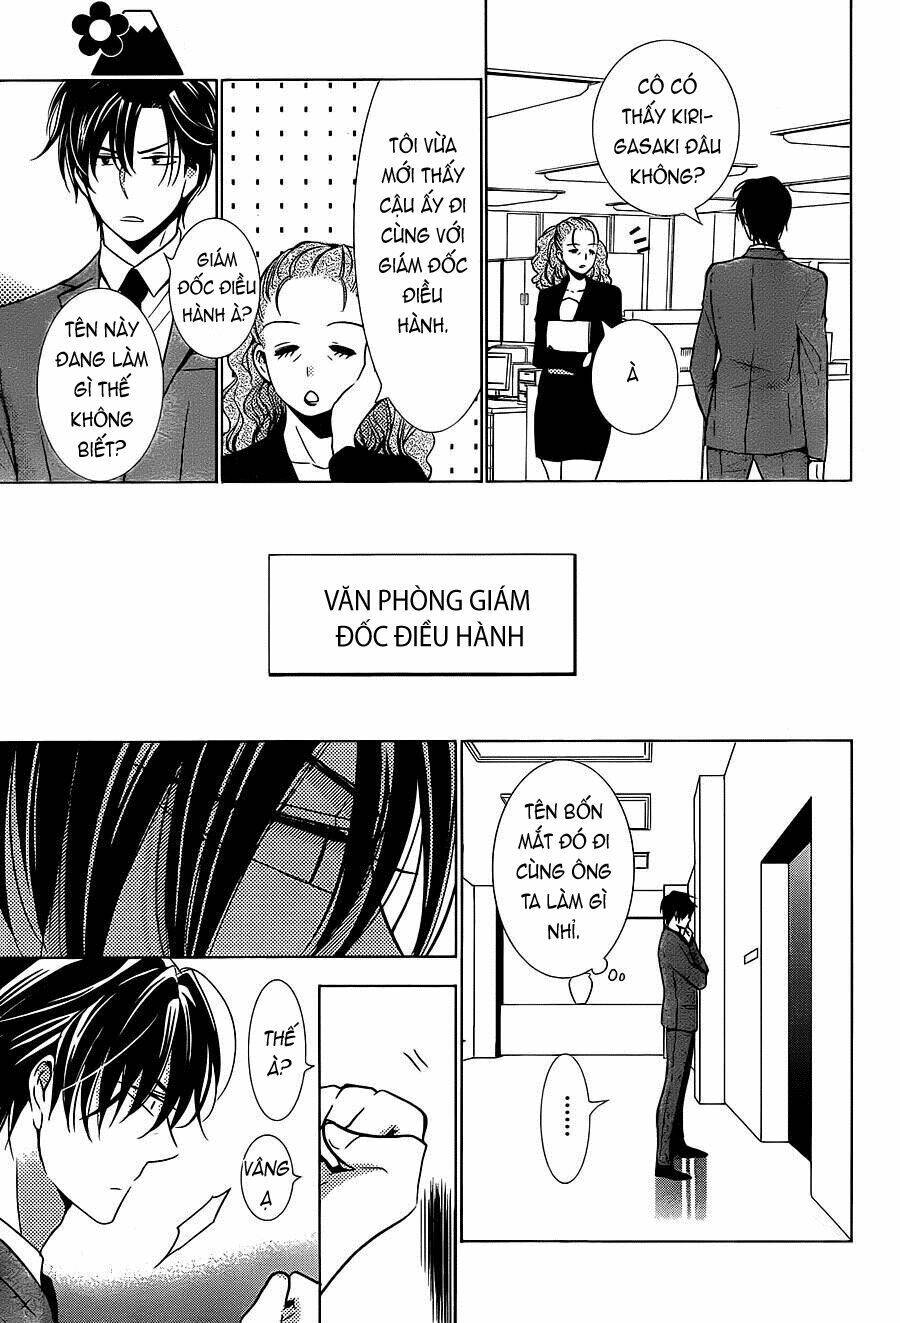 CÔ CÓ
THẤY KIRI-
GASAKI ĐÂU
KHÔNG?
À
TÔI VỪA
MỚI THẤY
CẬU ẤY ĐI
CÙNG VỚI
GIÁM ĐỐC
ĐIỀU
HÀNH.
GIÁM
ĐỐC ĐIỀU
HÀNH À?
TÊN NÀY
ĐANG LÀM
GÌ THẾ
KHÔNG
BIẾT?
VĂN PHÒNG GIÁM
ĐỐC ĐIỀU HÀNH
TÊN BỐN
MẮT ĐÓ ĐI
CÙNG ÔNG
TA LÀM GÌ
NHỈ.
......
THẾ
À?
VÂNG
Ạ